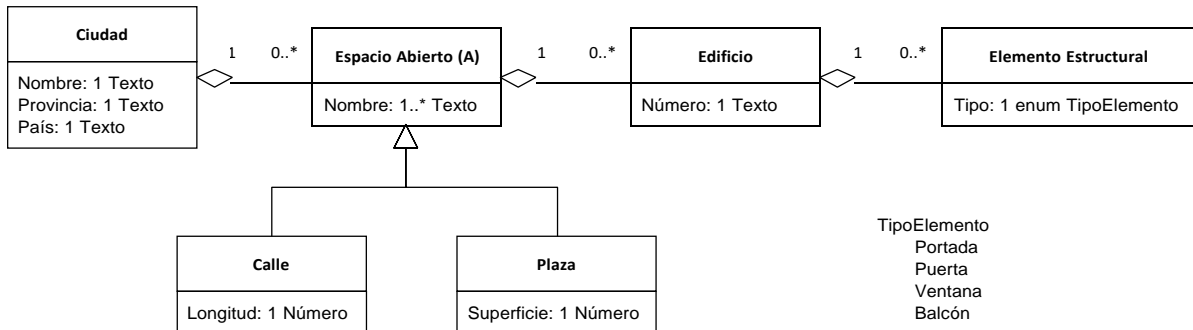 Ciudad
Nombre: 1 Texto
Provincia: 1 Texto
País: 1 Texto
1
0..*
Espacio Abierto (A)
Nombre: 1..* Texto
1
0..*
Edificio
Número: 1 Texto
1
0..*
Elemento Estructural
Tipo: 1 enum TipoElemento
Calle
Longitud: 1 Número
Plaza
Superficie: 1 Número
TipoElemento
Portada
Puerta
Ventana
Balcón